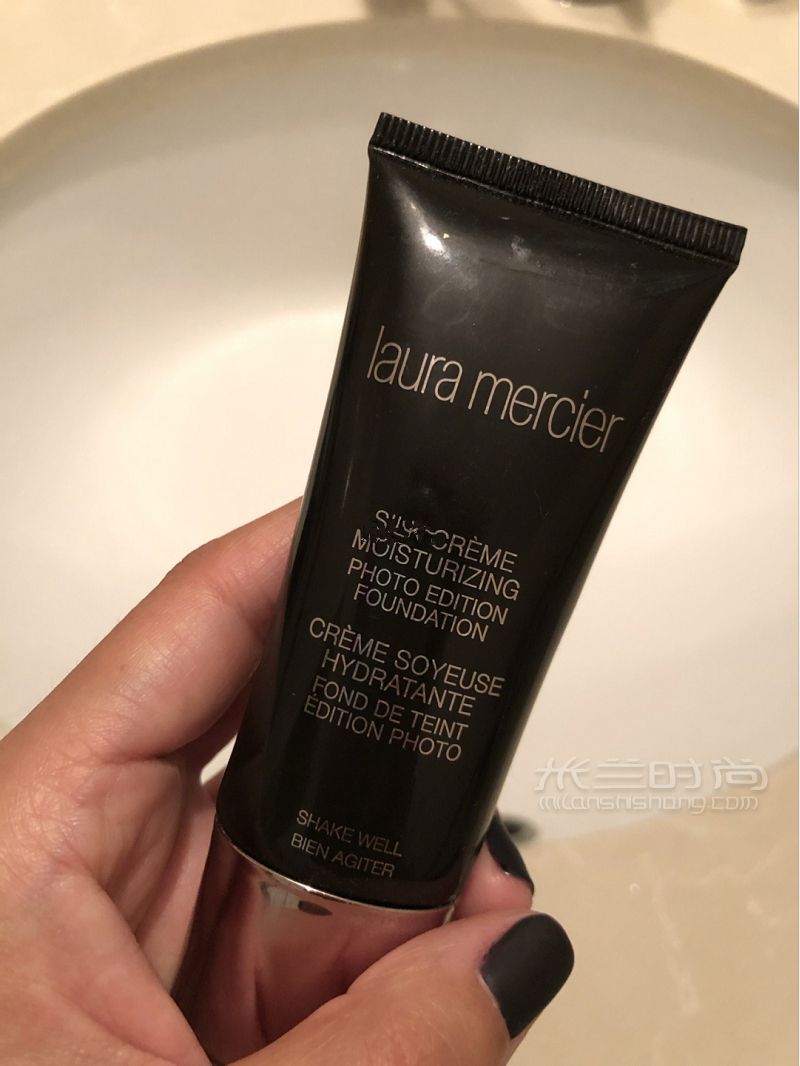 laura mercier
CRÈME
MOISTURIZING
PHOTO EDITION
FOUNDATION
CRÈME SOYEUSE
HYDRATANTE
FOND DE TEINT
ÉDITION PHOTO
SHAKE WELL
BIEN AGITER
米兰时尚
milanshishang.com